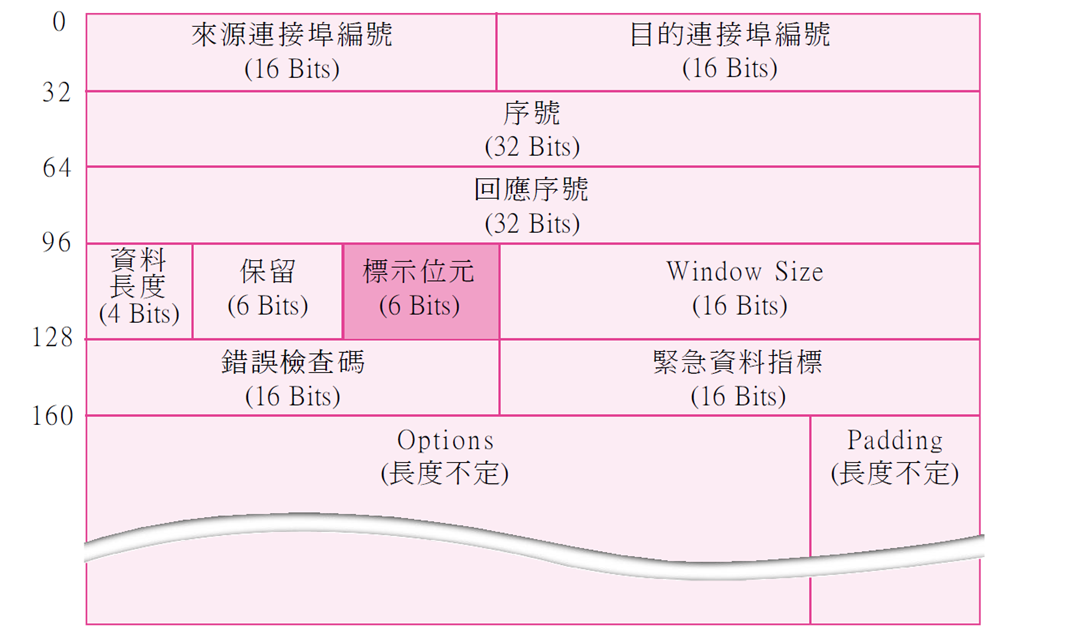 0
來源連接埠編號
(16 Bits)
目的連接埠編號
(16 Bits)
32
序號
(32 Bits)
64
回應序號
(32 Bits)
96
資料
長度
(4 Bits)
保留
(6 Bits)
標示位元
(6 Bits)
Window Size
(16 Bits)
128
錯誤檢查碼
(16 Bits)
緊急資料指標
(16 Bits)
160
Options
(長度不定)
Padding
(長度不定)